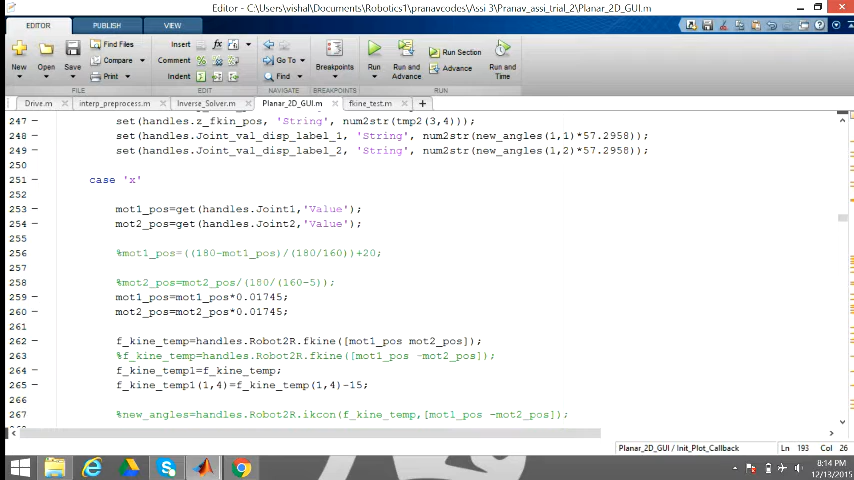 Editor - C:\Users\vishal\Documents\Robotics1\pranavcodes\Assi 3\Pranav_assi_trial_2\Planar_2D_GUI.m
EDITOR PUBLISH VIEW
New Open Save Find Files Compare Print Insert Comment Indent fx Go To Find Breakpoints Run Run and Advance Run Section Advance Run and Time
FILE EDIT NAVIGATE BREAKPOINTS RUN
Drive.m interp_preprocess.m Inverse_Solver.m Planar_2D_GUI.m fkine_test.m
247 set(handles.z_fkin_pos, 'String', num2str(tmp2(3,4)));
248 set(handles.Joint_val_disp_label_1, 'String', num2str(new_angles(1,1)*57.2958));
249 set(handles.Joint_val_disp_label_2, 'String', num2str(new_angles(1,2)*57.2958));
250
251 case 'x'
252
253 mot1_pos=get(handles.Joint1,'Value');
254 mot2_pos=get(handles.Joint2,'Value');
255
256 %mot1_pos=((180-mot1_pos)/(180/160))+20;
257
258 %mot2_pos=mot2_pos/(180/(160-5));
259 mot1_pos=mot1_pos*0.01745;
260 mot2_pos=mot2_pos*0.01745;
261
262 f_kine_temp=handles.Robot2R.fkine([mot1_pos mot2_pos]);
263 %f_kine_temp=handles.Robot2R.fkine([mot1_pos -mot2_pos]);
264 f_kine_temp1=f_kine_temp;
265 f_kine_temp1(1,4)=f_kine_temp(1,4)-15;
266
267 %new_angles=handles.Robot2R.ikcon(f_kine_temp,[mot1_pos -mot2_pos]);
Planar_2D_GUI / Init_Plot_Callback Ln 193 Col 26
8:14 PM
12/13/2015